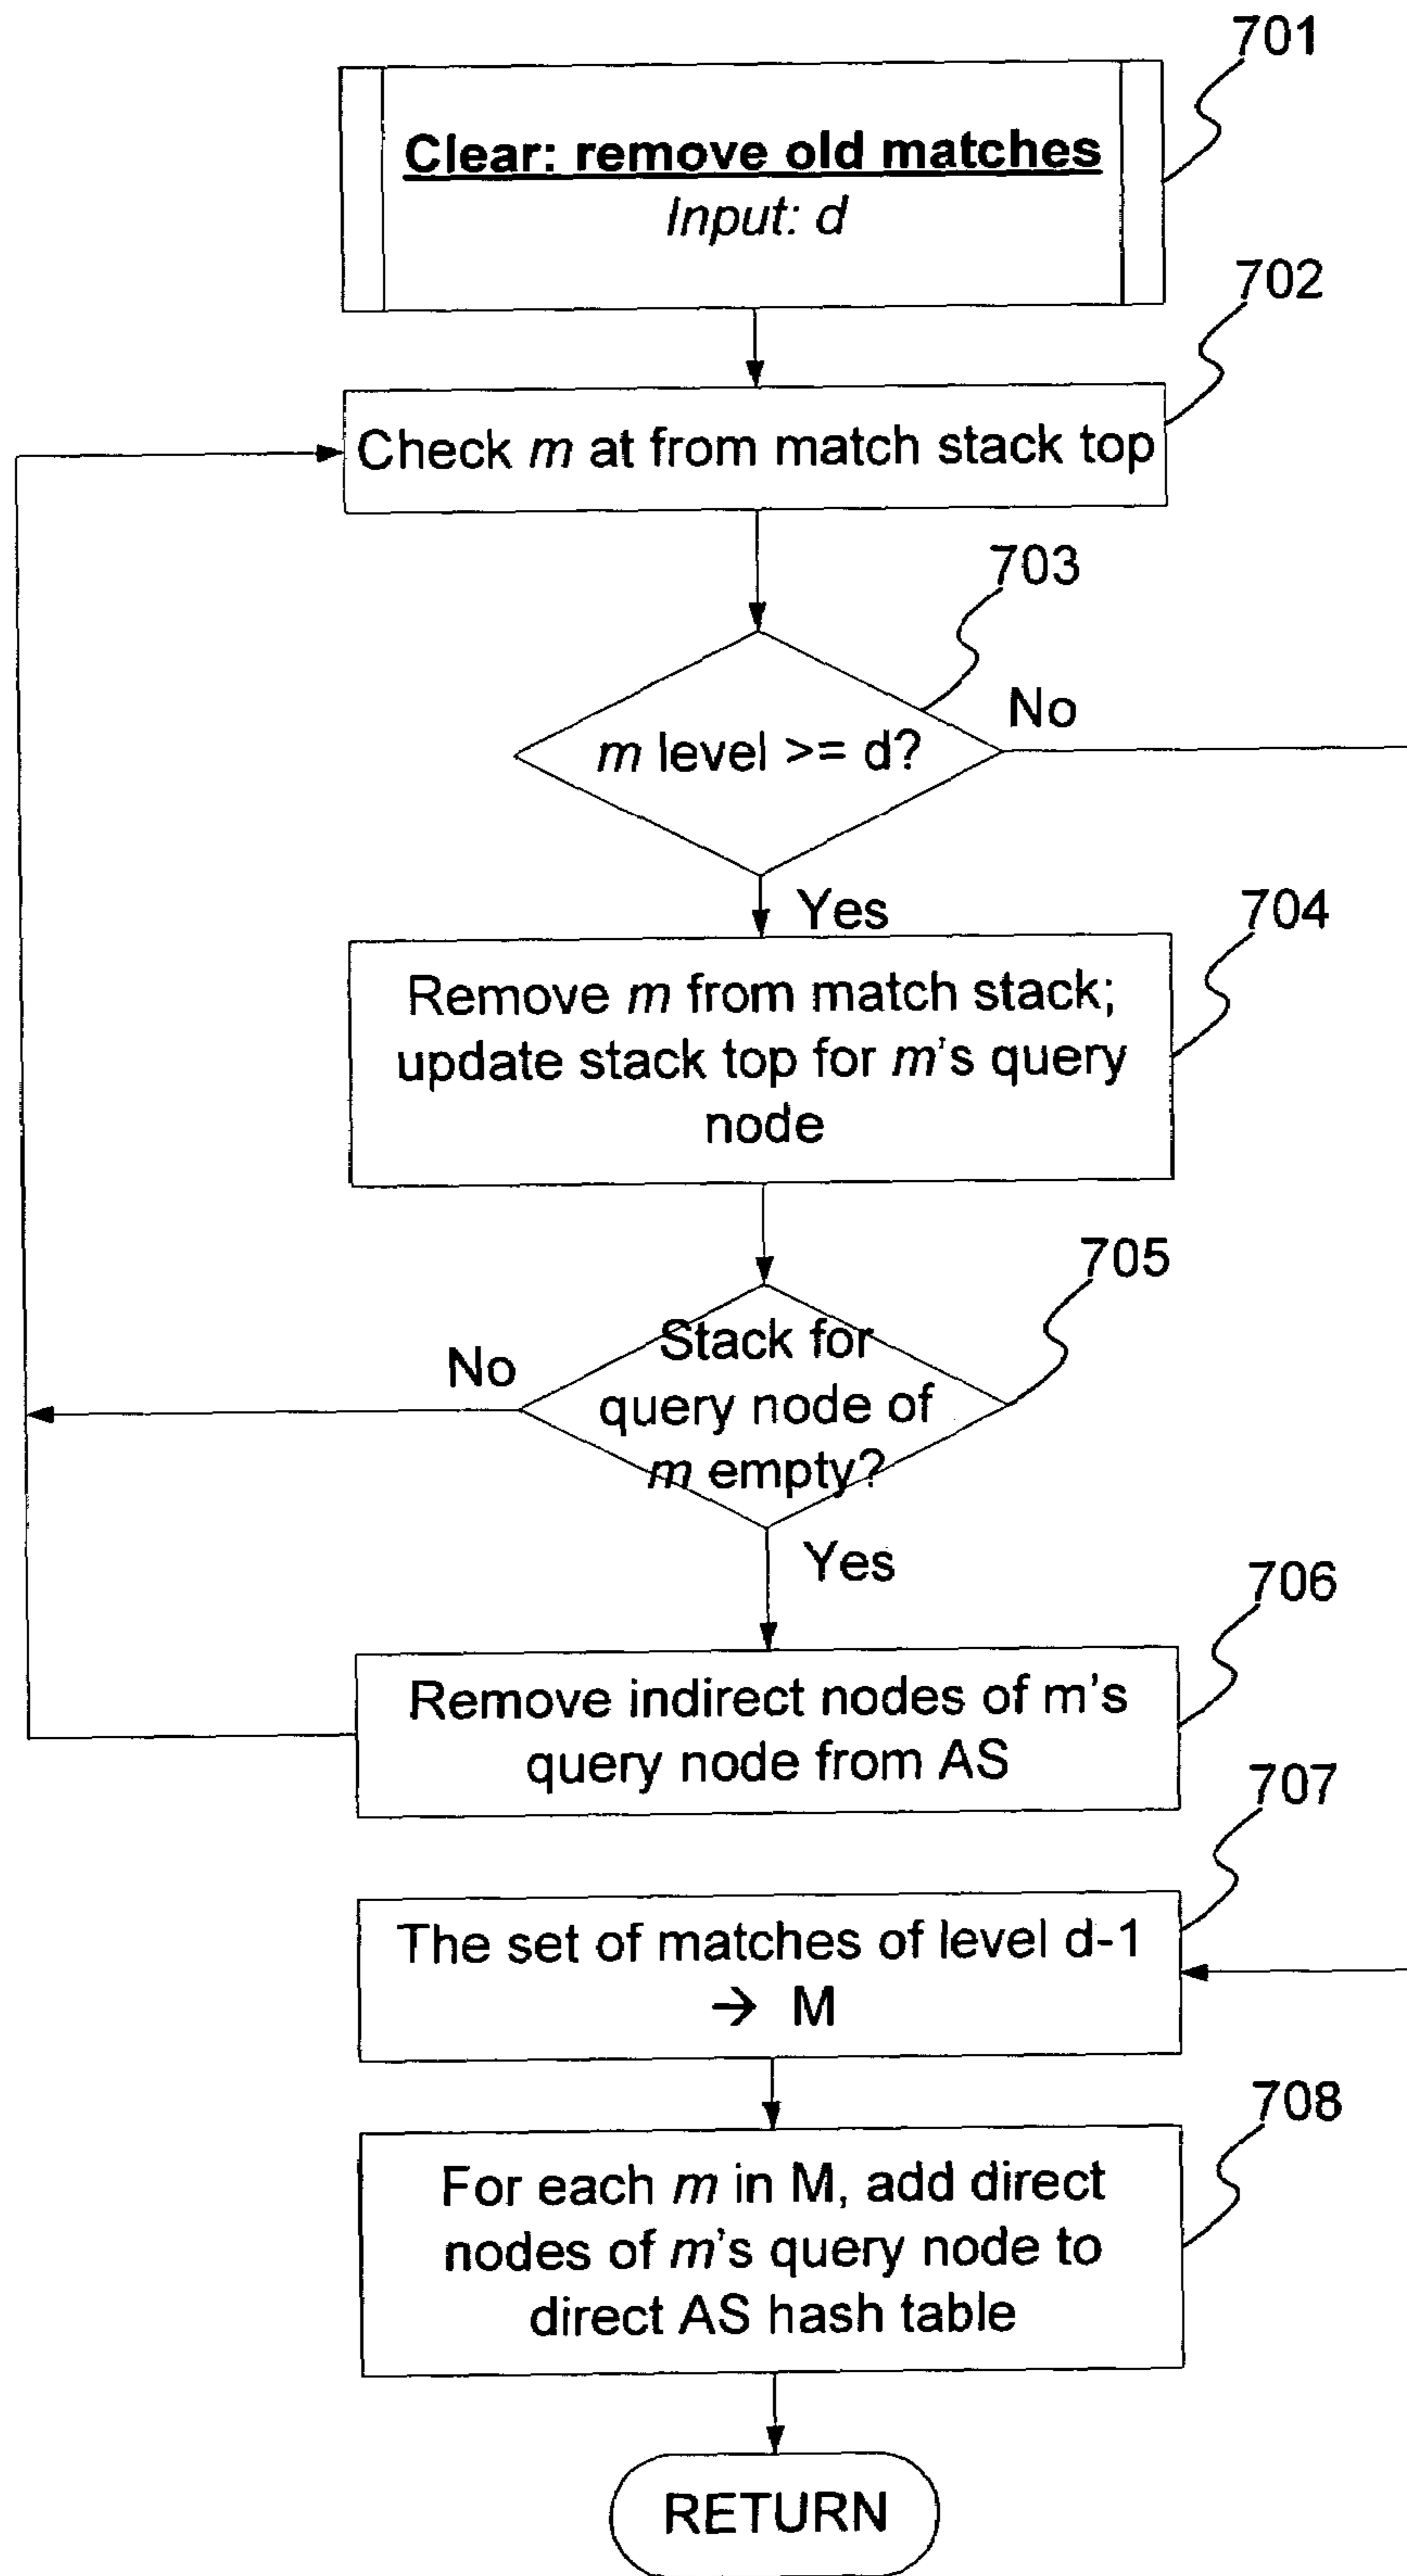 701
Clear: remove old matches
Input: d
702
Check m at from match stack top
703
No
m level >= d?
Yes
704
Remove m from match stack;
update stack top for m's query
node
705
No
Stack for
query node of
m empty?
Yes
706
Remove indirect nodes of m's
query node from AS
707
The set of matches of level d-1
→ M
708
For each m in M, add direct
nodes of m's query node to
direct AS hash table
RETURN